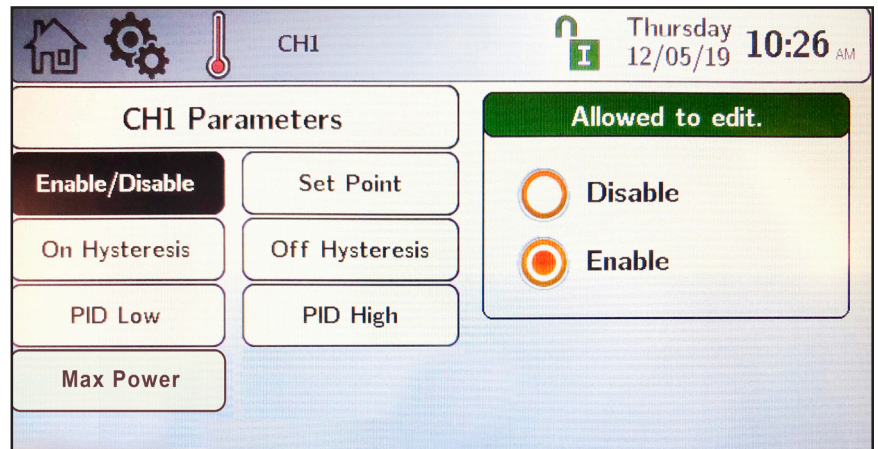 CH1
Thursday
12/05/19
10:26 AM
I
CH1 Parameters
Enable/Disable
Set Point
On Hysteresis
Off Hysteresis
PID Low
PID High
Max Power
Allowed to edit.
Disable
Enable